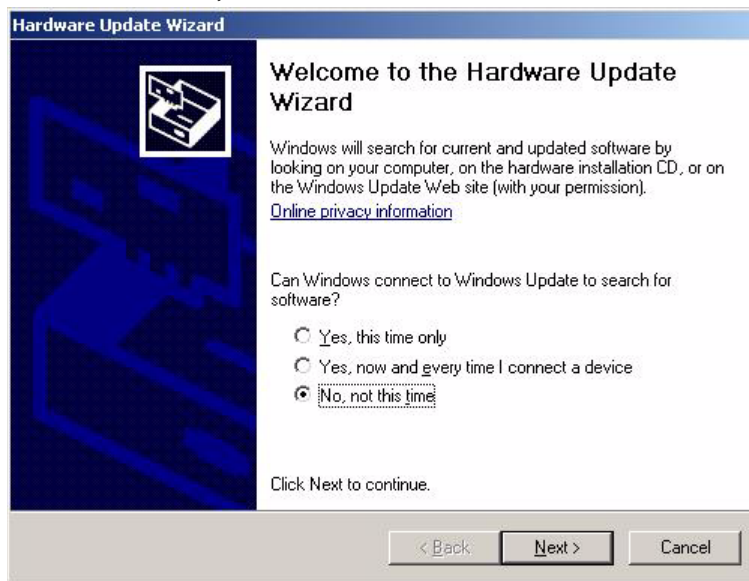 Hardware Update Wizard
Welcome to the Hardware Update
Wizard
Windows will search for current and updated software by
looking on your computer, on the hardware installation CD, or on
the Windows Update Web site (with your permission).
Online privacy information
Can Windows connect to Windows Update to search for
software?
Yes, this time only
Yes, now and every time I connect a device
No, not this time
Click Next to continue.
< Back Next > Cancel